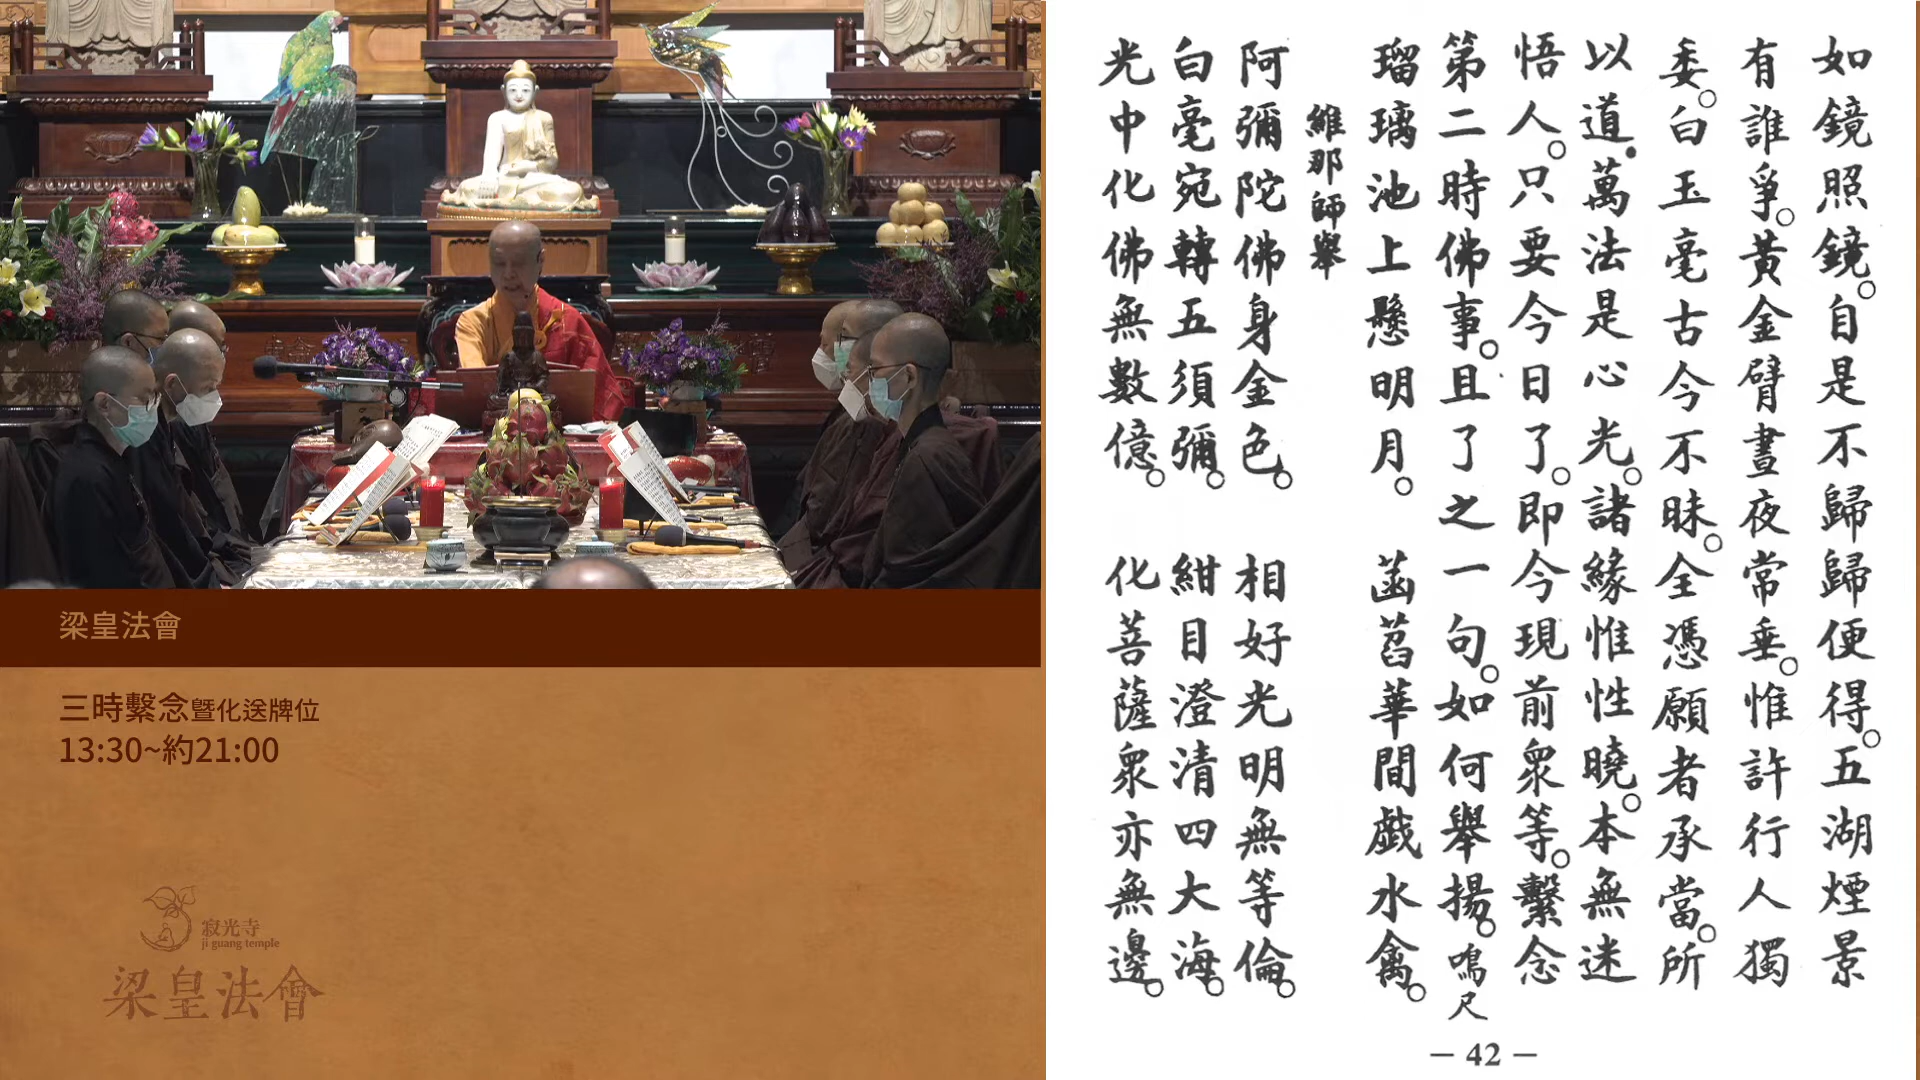 梁皇法會
三時繫念暨化送牌位
13:30~約21:00
寂光寺
ji guang temple
梁皇法會
如鏡照鏡。自是不歸歸便得。五湖煙景
有誰爭。黃金臂晝夜常垂。惟許行人獨
委。白玉毫古今不昧。全憑願者承當。所
以道。萬法是心光。諸緣惟性曉。本無迷
悟人。只要今日了。即今現前眾等。繫念
第二時佛事。且了之一句。如何舉揚。鳴尺
瑠璃池上懸明月。 菡萏華間戲水禽。
維那師舉
阿彌陀佛身金色。 相好光明無等倫。
白毫宛轉五須彌。 紺目澄清四大海。
光中化佛無數億。 化菩薩眾亦無邊。
— 42 —